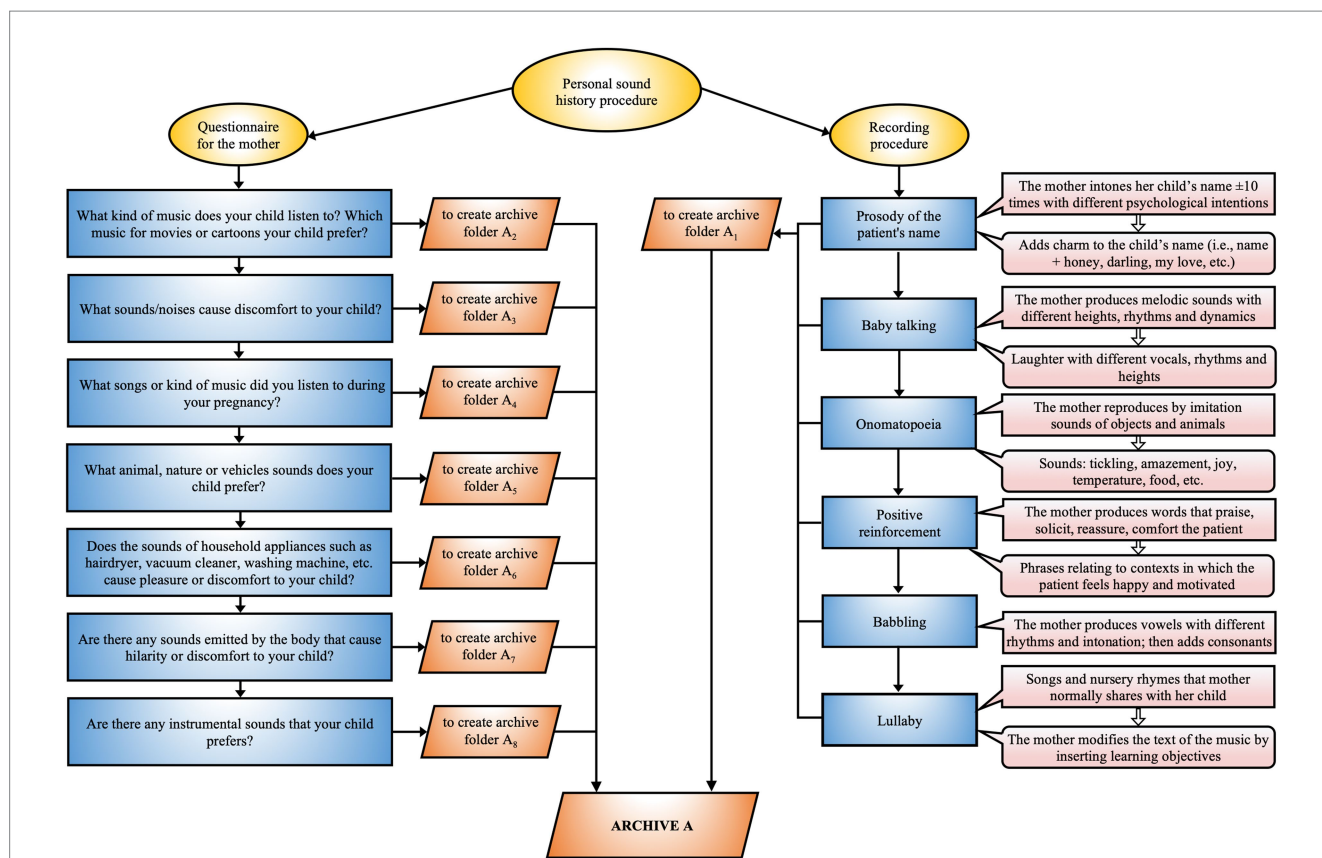 Personal sound
history procedure
Questionnaire
for the mother
What kind of music does your child listen to? Which
music for movies or cartoons your child prefer?
to create archive
folder A2
What sounds/noises cause discomfort to your child?
to create archive
folder A3
What songs or kind of music did you listen to during
your pregnancy?
to create archive
folder A4
What animal, nature or vehicles sounds does your
child prefer?
to create archive
folder A5
Does the sounds of household appliances such as
hairdryer, vacuum cleaner, washing machine, etc.
cause pleasure or discomfort to your child?
to create archive
folder A6
Are there any sounds emitted by the body that cause
hilarity or discomfort to your child?
to create archive
folder A7
Are there any instrumental sounds that your child
prefers?
to create archive
folder A8
Recording
procedure
to create archive
folder A1
Prosody of the
patient's name
The mother intones her child’s name ±10
times with different psychological intentions
Adds charm to the child’s name (i.e., name
+ honey, darling, my love, etc.)
Baby talking
The mother produces melodic sounds with
different heights, rhythms and dynamics
Laughter with different vocals, rhythms and
heights
Onomatopoeia
The mother reproduces by imitation
sounds of objects and animals
Sounds: tickling, amazement, joy,
temperature, food, etc.
Positive
reinforcement
The mother produces words that praise,
solicit, reassure, comfort the patient
Phrases relating to contexts in which the
patient feels happy and motivated
Babbling
The mother produces vowels with different
rhythms and intonation; then adds consonants
Lullaby
Songs and nursery rhymes that mother
normally shares with her child
The mother modifies the text of the music by
inserting learning objectives
ARCHIVE A